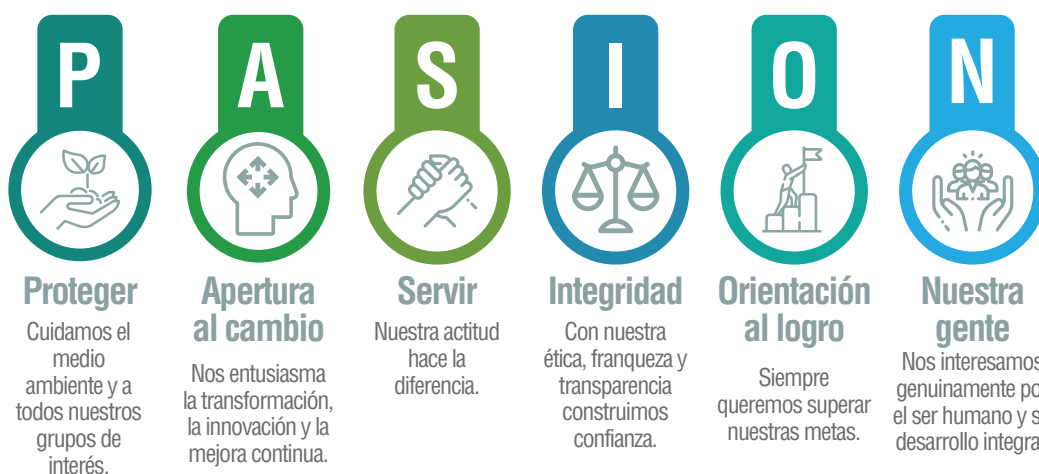 P
A
S
I
O
N
Proteger
Cuidamos el
medio
ambiente y a
todos nuestros
grupos de
interés.
Apertura
al cambio
Nos entusiasma
la transformación,
la innovación y la
mejora continua.
Servir
Nuestra actitud
hace la
diferencia.
Integridad
Con nuestra
ética, franqueza y
transparencia
construimos
confianza.
Orientación
al logro
Siempre
queremos superar
nuestras metas.
Nuestra
gente
Nos interesamos
genuinamente po
el ser humano y s
desarrollo integra